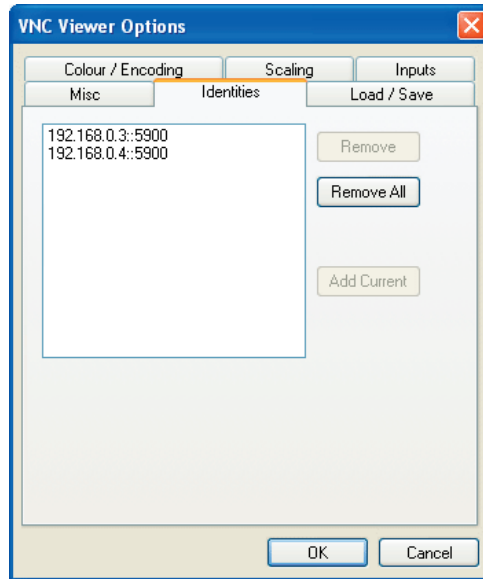 VNC Viewer Options
Colour / Encoding Scaling Inputs
Misc Identities Load / Save
192.168.0.3::5900
192.168.0.4::5900
Remove
Remove All
Add Current
OK Cancel